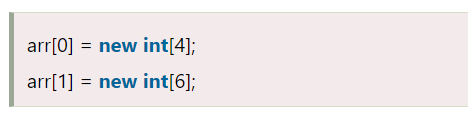 arr[0] = new int[4];
arr[1] = new int[6];